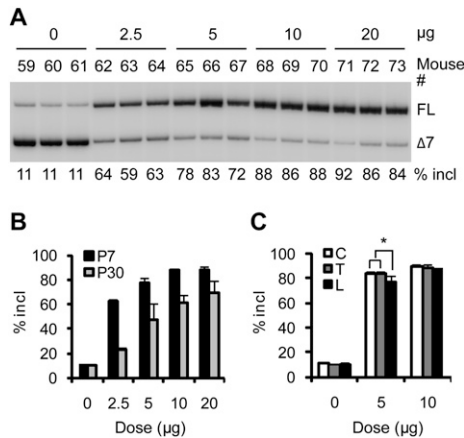 A
0 2.5 5 10 20 µg
59 60 61 62 63 64 65 66 67 68 69 70 71 72 73 Mouse #
FL
Δ7
11 11 11 64 59 63 78 83 72 88 86 88 92 86 84 % incl
B
P7
P30
% incl
100
80
60
40
20
0
0 2.5 5 10 20
Dose (µg)
C
C
T
L
*
% incl
100
80
60
40
20
0
0 5 10
Dose (µg)